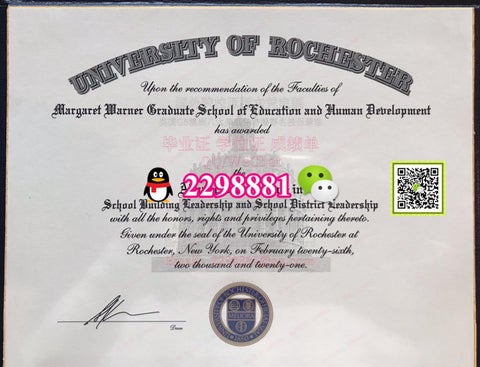 UNIVERSITY OF ROCHESTER
Upon the recommendation of the Faculties of
Margaret Warner Graduate School of Education and Human Development
has awarded
毕业证 学位证 成绩单
the
2298881
in
School Building Leadership and School District Leadership
with all the honors, rights and privileges pertaining thereto.
Given under the seal of the University of Rochester at
Rochester, New York, on February twenty-sixth,
two thousand and twenty-one.
Dean
MELIORA